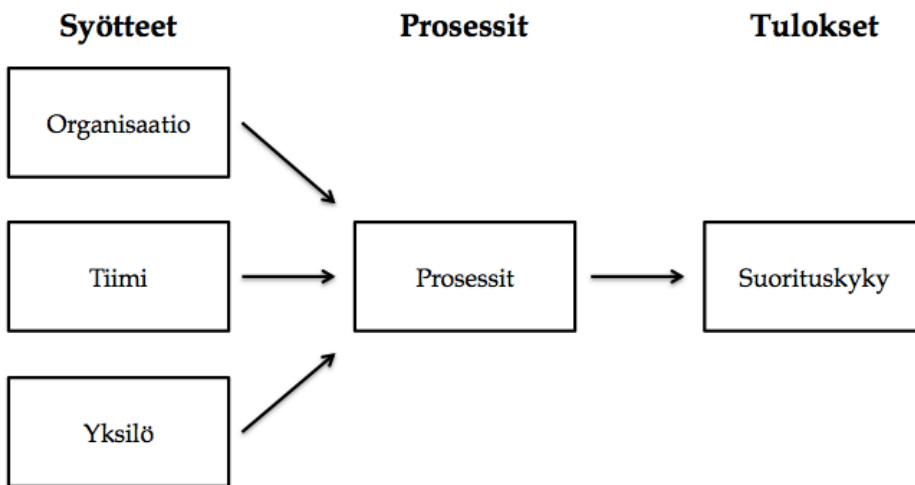 Syötteet Prosessit Tulokset
Organisaatio
Tiimi Prosessit Suorituskyky
Yksilö